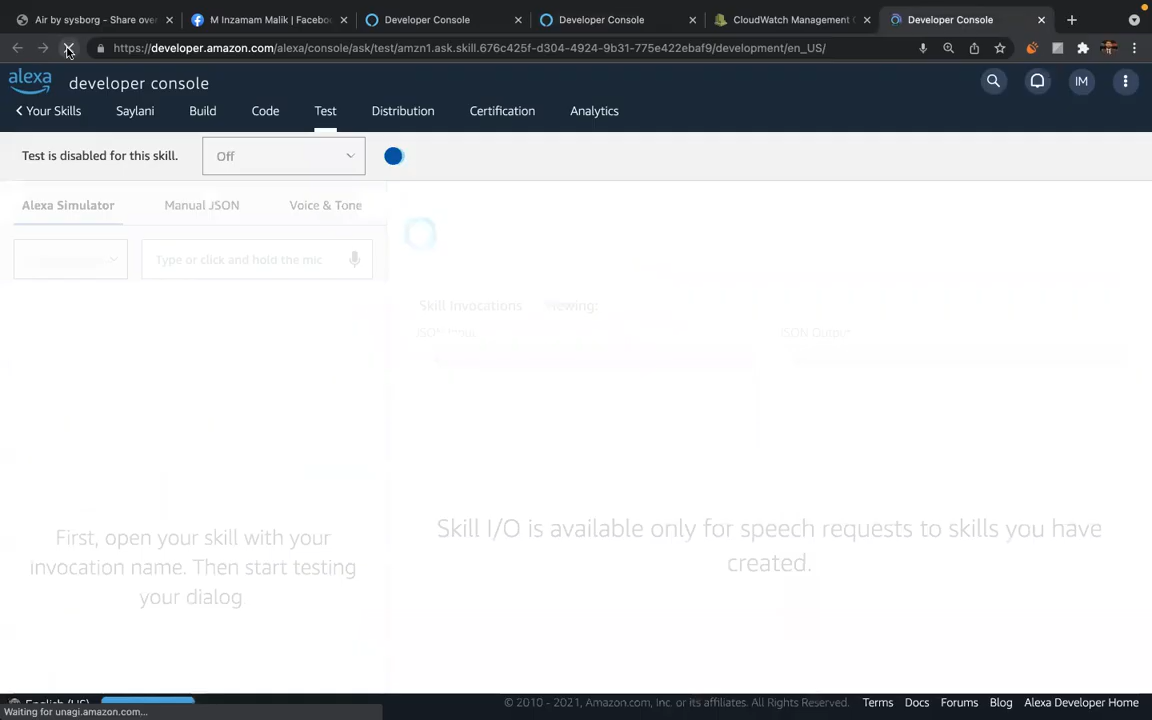 Air by sysborg - Share over
M Inzamam Malik | Facebo
Developer Console
Developer Console
CloudWatch Management C
Developer Console
https://developer.amazon.com/alexa/console/ask/test/amzn1.ask.skill.676c425f-d304-4924-9b31-775e422ebaf9/development/en_US/
alexa developer console
IM
Your Skills Saylani Build Code Test Distribution Certification Analytics
Test is disabled for this skill. Off
Alexa Simulator Manual JSON Voice & Tone
Type or click and hold the mic
Skill Invocations Viewing:
JSON Input JSON Output
First, open your skill with your
invocation name. Then start testing
your dialog
Skill I/O is available only for speech requests to skills you have
created.
English (US)
© 2010 - 2021, Amazon.com, Inc. or its affiliates. All Rights Reserved. Terms Docs Forums Blog Alexa Developer Home
Waiting for unagi.amazon.com...